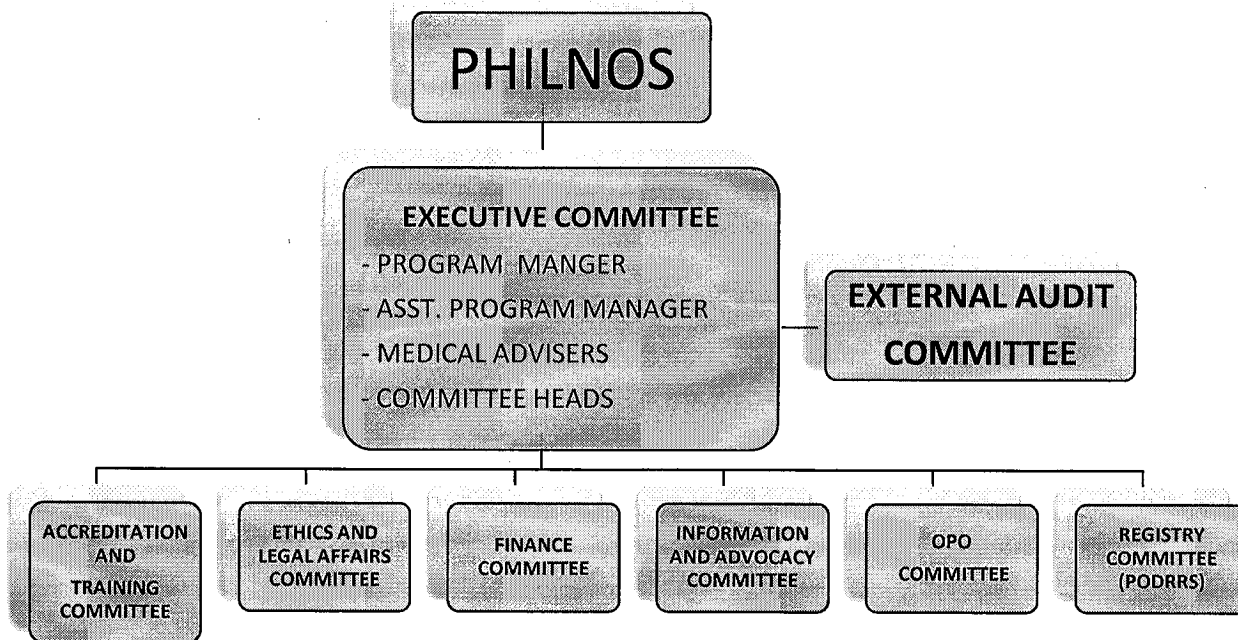 PHILNOS
EXECUTIVE COMMITTEE
- PROGRAM MANGER
- ASST. PROGRAM MANAGER
- MEDICAL ADVISERS
- COMMITTEE HEADS
EXTERNAL AUDIT
COMMITTEE
ACCREDITATION
AND
TRAINING
COMMITTEE
ETHICS AND
LEGAL AFFAIRS
COMMITTEE
FINANCE
COMMITTEE
INFORMATION
AND ADVOCACY
COMMITTEE
OPO
COMMITTEE
REGISTRY
COMMITTEE
(PODRRS)